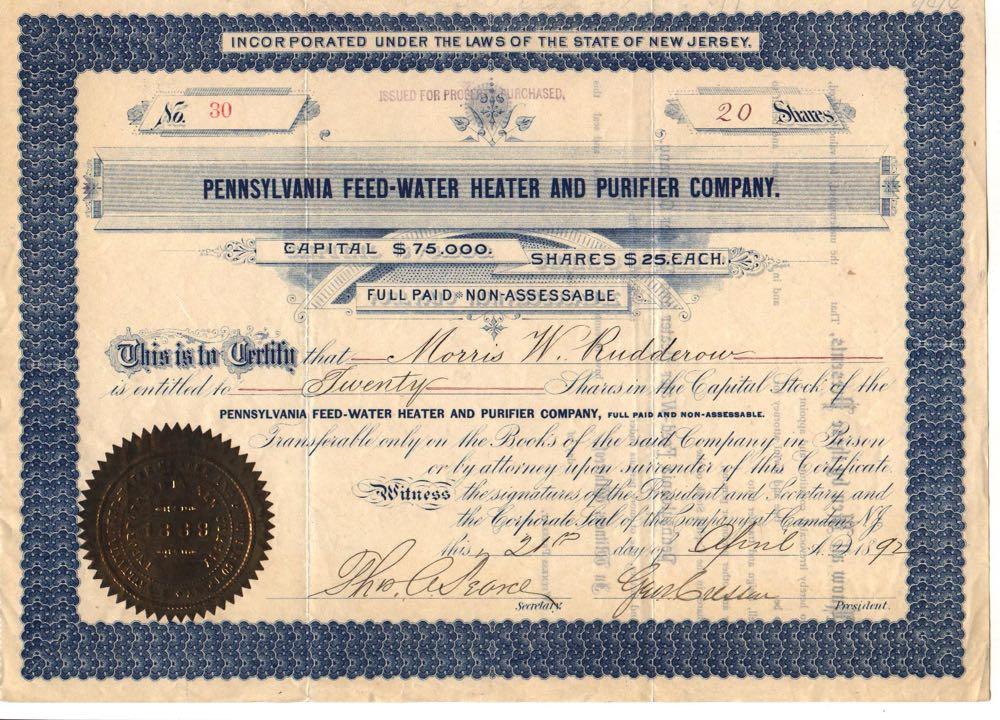 INCORPORATED UNDER THE LAWS OF THE STATE OF NEW JERSEY.
ISSUED FOR PROPERTY PURCHASED,
No. 30
20 Shares
PENNSYLVANIA FEED-WATER HEATER AND PURIFIER COMPANY.
CAPITAL $75.000.
SHARES $25. EACH.
FULL PAID NON-ASSESSABLE
This is to Certify that Morris W. Rudderow
is entitled to Twenty Shares in the Capital Stock of the
PENNSYLVANIA FEED-WATER HEATER AND PURIFIER COMPANY, FULL PAID AND NON-ASSESSABLE.
Transferable only on the Books of the said Company in Person
or by attorney upon surrender of this Certificate.
Witness the signatures of the President and Secretary and
the Corporate Seal of the Company at Camden, N.J.
this 21st day of April A.D. 1892
Secretary.
President.